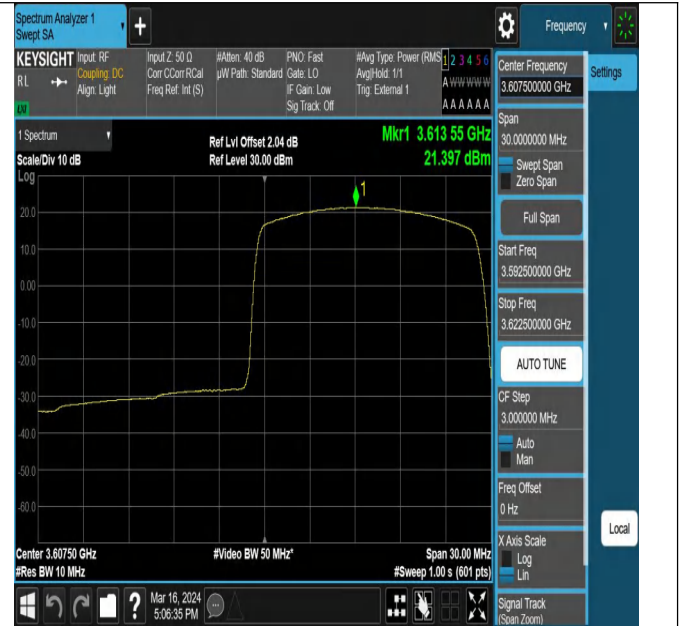 Spectrum Analyzer 1
Swept SA
Frequency
KEYSIGHT
RL
Input: RF
Coupling: DC
Align: Light
Input Z: 50 Ω
Corr CCorr RCal
Freq Ref: Int (S)
#Atten: 40 dB
µW Path: Standard
PNO: Fast
Gate: LO
IF Gain: Low
Sig Track: Off
#Avg Type: Power (RMS
Avg|Hold: 1/1
Trig: External 1
1 2 3 4 5 6
A W W W W W
A A A A A A
1 Spectrum
Scale/Div 10 dB
Ref Lvl Offset 2.04 dB
Ref Level 30.00 dBm
Mkr1 3.613 55 GHz
21.397 dBm
Log
1
20.0
10.0
0.00
-10.0
-20.0
-30.0
-40.0
-50.0
-60.0
Center 3.60750 GHz
#Res BW 10 MHz
#Video BW 50 MHz*
Span 30.00 MHz
#Sweep 1.00 s (601 pts)
Center Frequency
3.607500000 GHz
Settings
Span
30.0000000 MHz
Swept Span
Zero Span
Full Span
Start Freq
3.592500000 GHz
Stop Freq
3.622500000 GHz
AUTO TUNE
CF Step
3.000000 MHz
Auto
Man
Freq Offset
0 Hz
X Axis Scale
Log
Lin
Local
Signal Track
(Span Zoom)
?
Mar 16, 2024
5:06:35 PM